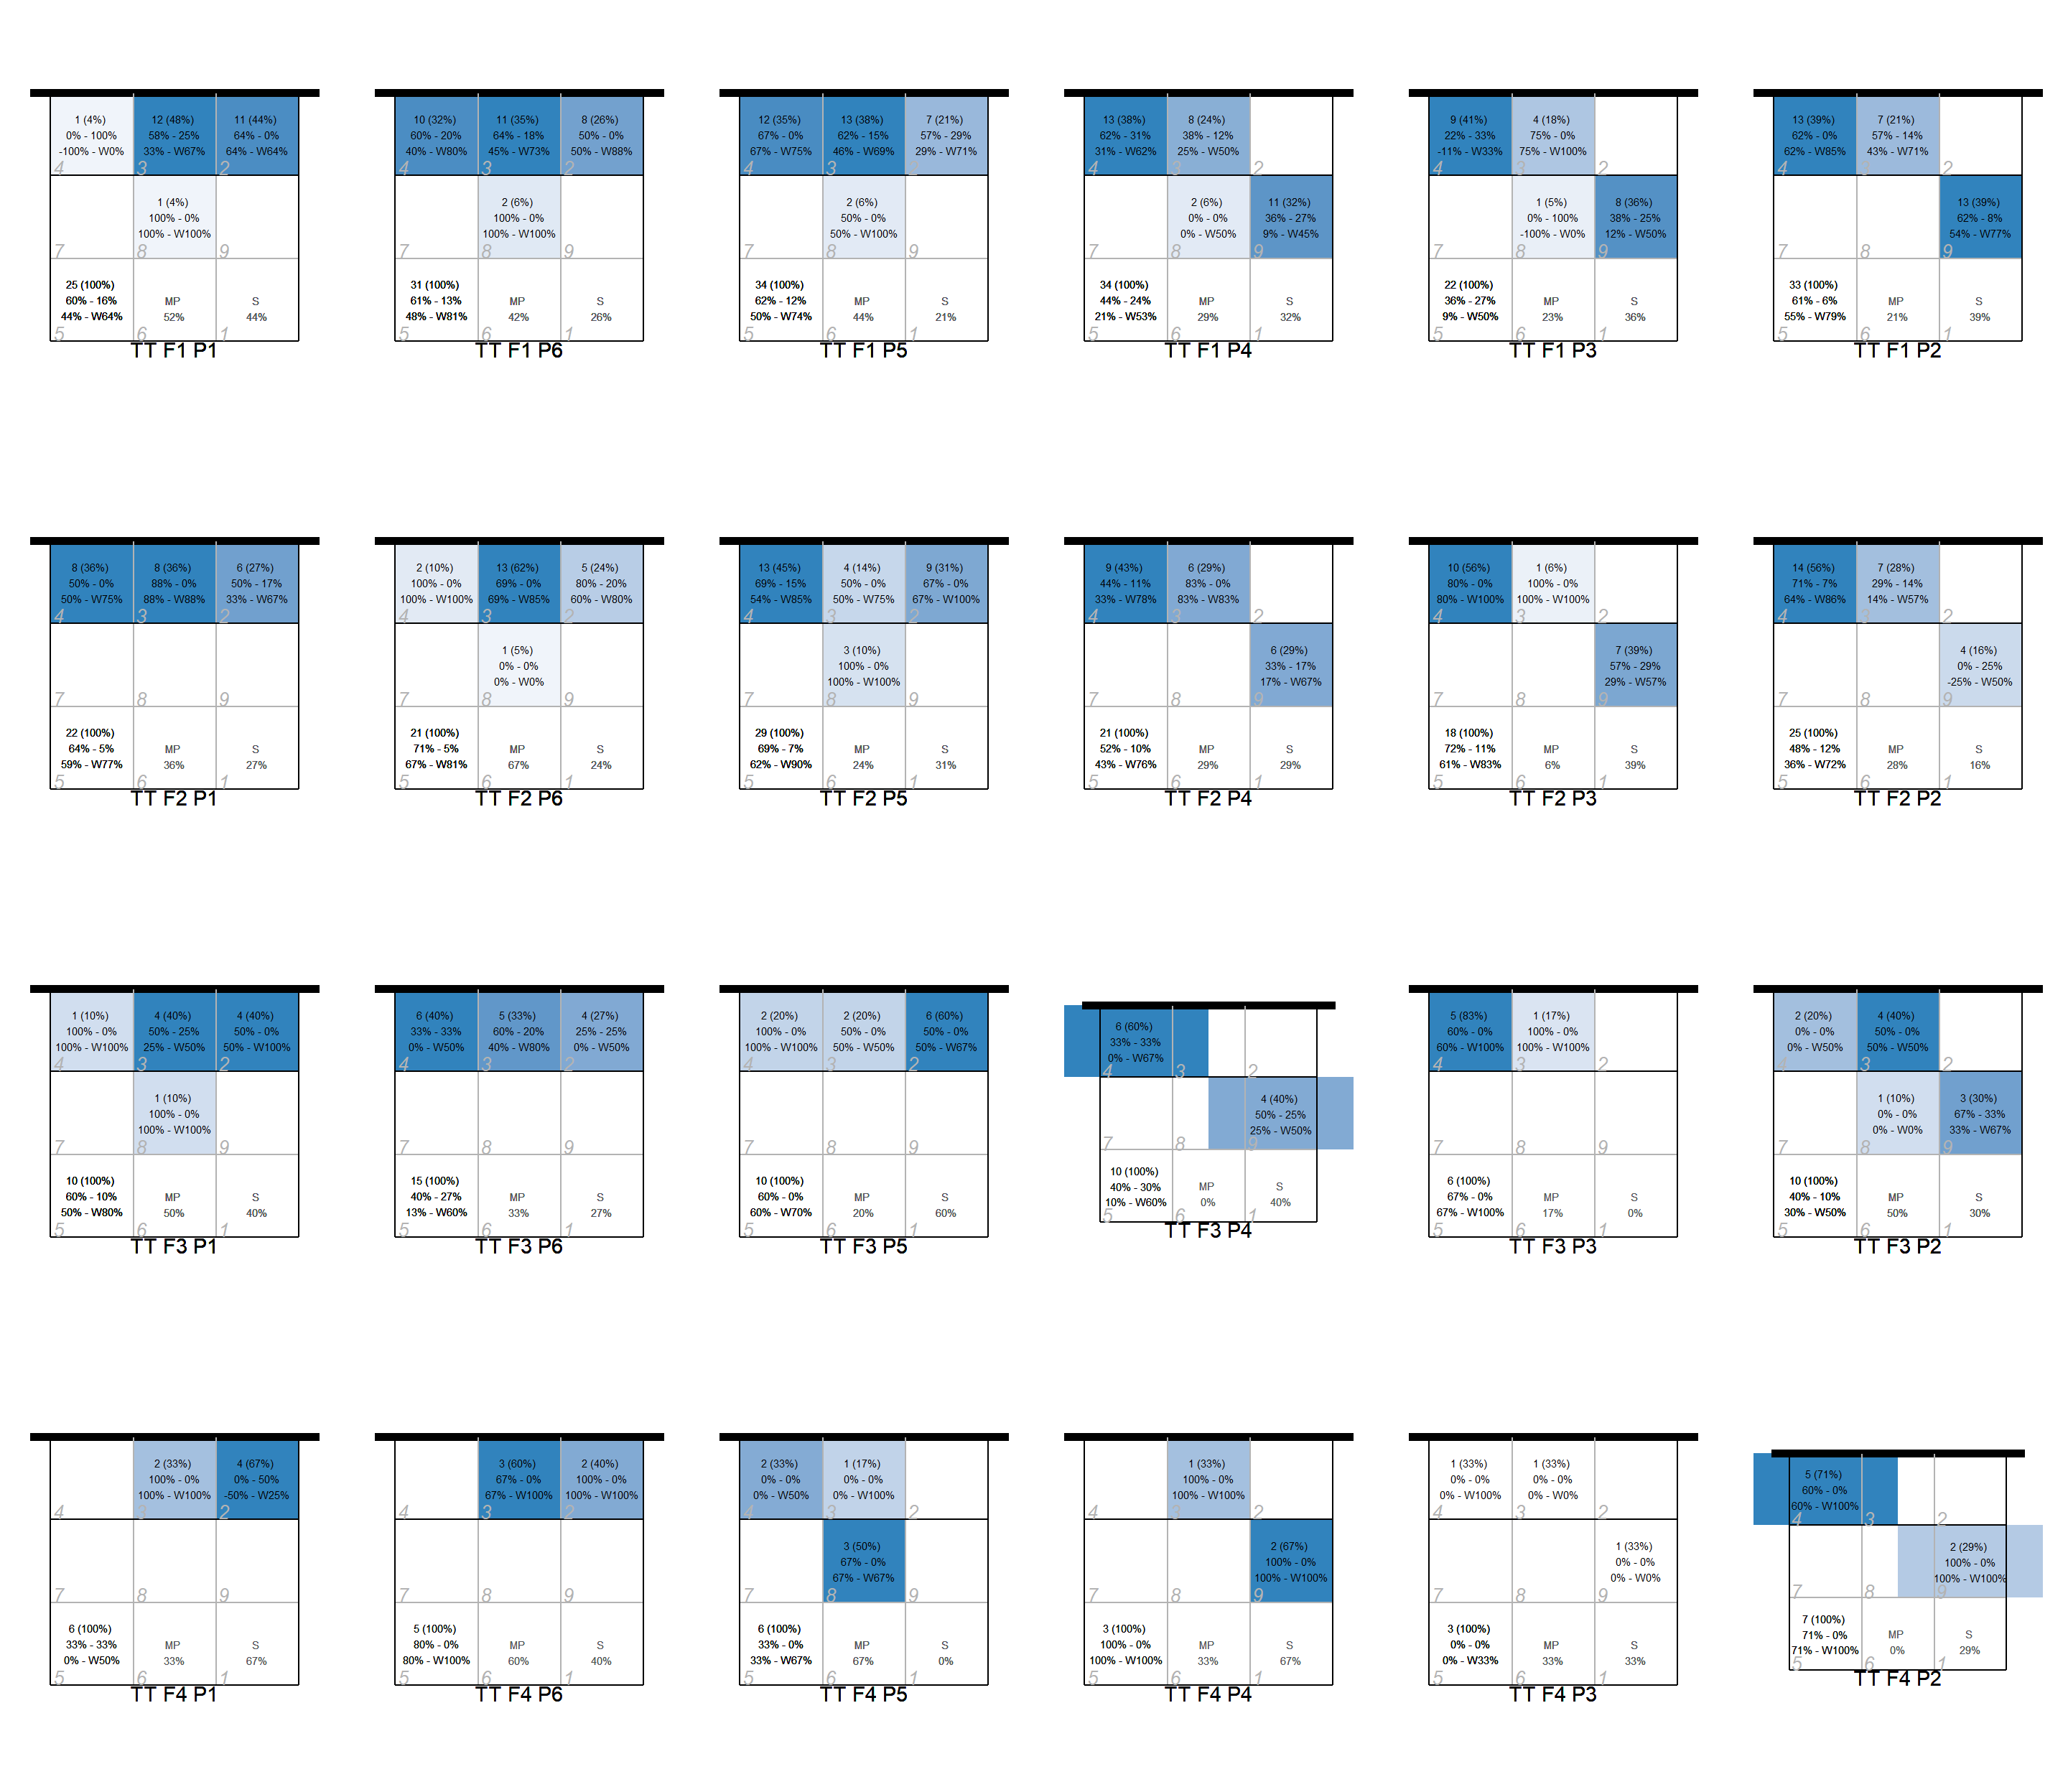 1 (4%)
0% - 100%
-100% - W0%
4
12 (48%)
58% - 25%
33% - W67%
3
11 (44%)
64% - 0%
64% - W64%
2
7
1 (4%)
100% - 0%
100% - W100%
8
9
25 (100%)
60% - 16%
44% - W64%
5
MP
52%
6
S
44%
1
TT F1 P1
10 (32%)
60% - 20%
40% - W80%
4
11 (35%)
64% - 18%
45% - W73%
3
8 (26%)
50% - 0%
50% - W88%
2
7
2 (6%)
100% - 0%
100% - W100%
8
9
31 (100%)
61% - 13%
48% - W81%
5
MP
42%
6
S
26%
1
TT F1 P6
12 (35%)
67% - 0%
67% - W75%
4
13 (38%)
62% - 15%
46% - W69%
3
7 (21%)
57% - 29%
29% - W71%
2
7
2 (6%)
50% - 0%
50% - W100%
8
9
34 (100%)
62% - 12%
50% - W74%
5
MP
44%
6
S
21%
1
TT F1 P5
13 (38%)
62% - 31%
31% - W62%
4
8 (24%)
38% - 12%
25% - W50%
3
2
7
2 (6%)
0% - 0%
0% - W50%
8
11 (32%)
36% - 27%
9% - W45%
9
34 (100%)
44% - 24%
21% - W53%
5
MP
29%
6
S
32%
1
TT F1 P4
9 (41%)
22% - 33%
-11% - W33%
4
4 (18%)
75% - 0%
75% - W100%
3
2
7
1 (5%)
0% - 100%
-100% - W0%
8
8 (36%)
38% - 25%
12% - W50%
9
22 (100%)
36% - 27%
9% - W50%
5
MP
23%
6
S
36%
1
TT F1 P3
13 (39%)
62% - 0%
62% - W85%
4
7 (21%)
57% - 14%
43% - W71%
3
2
7
8
13 (39%)
62% - 8%
54% - W77%
9
33 (100%)
61% - 6%
55% - W79%
5
MP
21%
6
S
39%
1
TT F1 P2
8 (36%)
50% - 0%
50% - W75%
4
8 (36%)
88% - 0%
88% - W88%
3
6 (27%)
50% - 17%
33% - W67%
2
7
8
9
22 (100%)
64% - 5%
59% - W77%
5
MP
36%
6
S
27%
1
TT F2 P1
2 (10%)
100% - 0%
100% - W100%
4
13 (62%)
69% - 0%
69% - W85%
3
5 (24%)
80% - 20%
60% - W80%
2
7
1 (5%)
0% - 0%
0% - W0%
8
9
21 (100%)
71% - 5%
67% - W81%
5
MP
67%
6
S
24%
1
TT F2 P6
13 (45%)
69% - 15%
54% - W85%
4
4 (14%)
50% - 0%
50% - W75%
3
9 (31%)
67% - 0%
67% - W100%
2
7
3 (10%)
100% - 0%
100% - W100%
8
9
29 (100%)
69% - 7%
62% - W90%
5
MP
24%
6
S
31%
1
TT F2 P5
9 (43%)
44% - 11%
33% - W78%
4
6 (29%)
83% - 0%
83% - W83%
3
2
7
8
6 (29%)
33% - 17%
17% - W67%
9
21 (100%)
52% - 10%
43% - W76%
5
MP
29%
6
S
29%
1
TT F2 P4
10 (56%)
80% - 0%
80% - W100%
4
1 (6%)
100% - 0%
100% - W100%
3
2
7
8
7 (39%)
57% - 29%
29% - W57%
9
18 (100%)
72% - 11%
61% - W83%
5
MP
6%
6
S
39%
1
TT F2 P3
14 (56%)
71% - 7%
64% - W86%
4
7 (28%)
29% - 14%
14% - W57%
3
2
7
8
4 (16%)
0% - 25%
-25% - W50%
9
25 (100%)
48% - 12%
36% - W72%
5
MP
28%
6
S
16%
1
TT F2 P2
1 (10%)
100% - 0%
100% - W100%
4
4 (40%)
50% - 25%
25% - W50%
3
4 (40%)
50% - 0%
50% - W100%
2
7
1 (10%)
100% - 0%
100% - W100%
8
9
10 (100%)
60% - 10%
50% - W80%
5
MP
50%
6
S
40%
1
TT F3 P1
6 (40%)
33% - 33%
0% - W50%
4
5 (33%)
60% - 20%
40% - W80%
3
4 (27%)
25% - 25%
0% - W50%
2
7
8
9
15 (100%)
40% - 27%
13% - W60%
5
MP
33%
6
S
27%
1
TT F3 P6
2 (20%)
100% - 0%
100% - W100%
4
2 (20%)
50% - 0%
50% - W50%
3
6 (60%)
50% - 0%
50% - W67%
2
7
8
9
10 (100%)
60% - 0%
60% - W70%
5
MP
20%
6
S
60%
1
TT F3 P5
6 (60%)
33% - 33%
0% - W67%
4
3
2
7
8
4 (40%)
50% - 25%
25% - W50%
9
10 (100%)
40% - 30%
10% - W60%
5
MP
0%
6
S
40%
1
TT F3 P4
5 (83%)
60% - 0%
60% - W100%
4
1 (17%)
100% - 0%
100% - W100%
3
2
7
8
9
6 (100%)
67% - 0%
67% - W100%
5
MP
17%
6
S
0%
1
TT F3 P3
2 (20%)
0% - 0%
0% - W50%
4
4 (40%)
50% - 0%
50% - W50%
3
2
7
1 (10%)
0% - 0%
0% - W0%
8
3 (30%)
67% - 33%
33% - W67%
9
10 (100%)
40% - 10%
30% - W50%
5
MP
50%
6
S
30%
1
TT F3 P2
4
2 (33%)
100% - 0%
100% - W100%
3
4 (67%)
0% - 50%
-50% - W25%
2
7
8
9
6 (100%)
33% - 33%
0% - W50%
5
MP
33%
6
S
67%
1
TT F4 P1
4
3 (60%)
67% - 0%
67% - W100%
3
2 (40%)
100% - 0%
100% - W100%
2
7
8
9
5 (100%)
80% - 0%
80% - W100%
5
MP
60%
6
S
40%
1
TT F4 P6
2 (33%)
0% - 0%
0% - W50%
4
1 (17%)
0% - 0%
0% - W100%
3
2
7
3 (50%)
67% - 0%
67% - W67%
8
9
6 (100%)
33% - 0%
33% - W67%
5
MP
67%
6
S
0%
1
TT F4 P5
4
1 (33%)
100% - 0%
100% - W100%
3
2
7
8
2 (67%)
100% - 0%
100% - W100%
9
3 (100%)
100% - 0%
100% - W100%
5
MP
33%
6
S
67%
1
TT F4 P4
1 (33%)
0% - 0%
0% - W100%
4
1 (33%)
0% - 0%
0% - W0%
3
2
7
8
1 (33%)
0% - 0%
0% - W0%
9
3 (100%)
0% - 0%
0% - W33%
5
MP
33%
6
S
33%
1
TT F4 P3
5 (71%)
60% - 0%
60% - W100%
4
3
2
7
8
2 (29%)
100% - 0%
100% - W100%
9
7 (100%)
71% - 0%
71% - W100%
5
MP
0%
6
S
29%
1
TT F4 P2